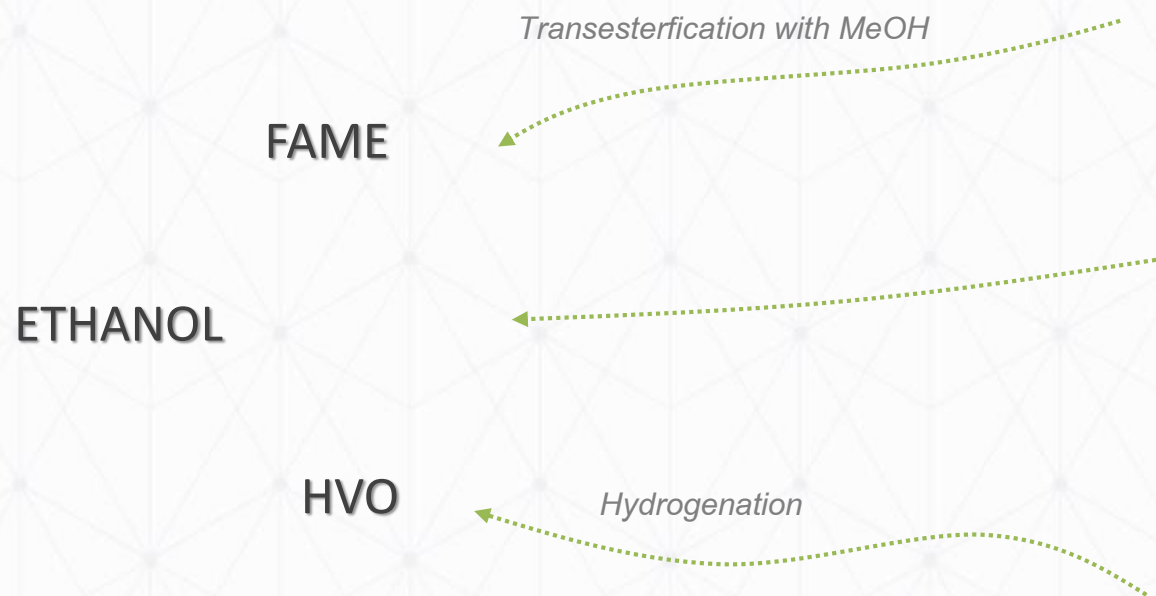 Transesterfication with MeOH
FAME
ETHANOL
HVO
Hydrogenation